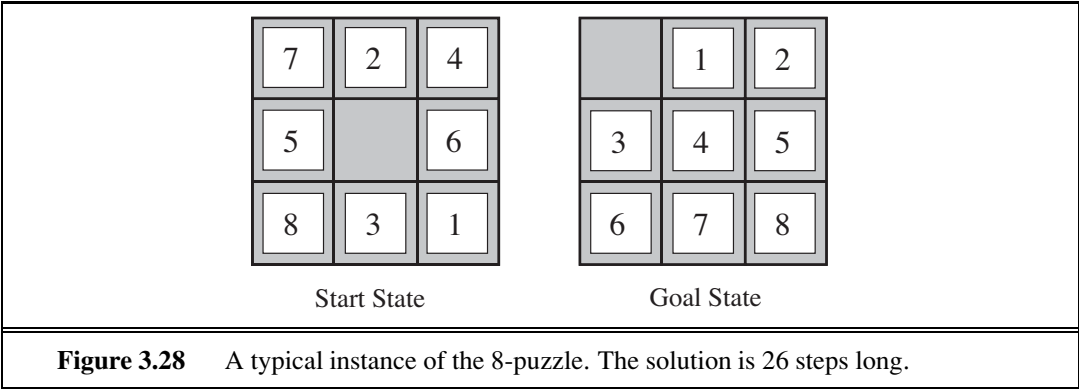 7 2 4 1 2
5 6 3 4 5
8 3 1 6 7 8
Start State Goal State
Figure 3.28 A typical instance of the 8-puzzle. The solution is 26 steps long.